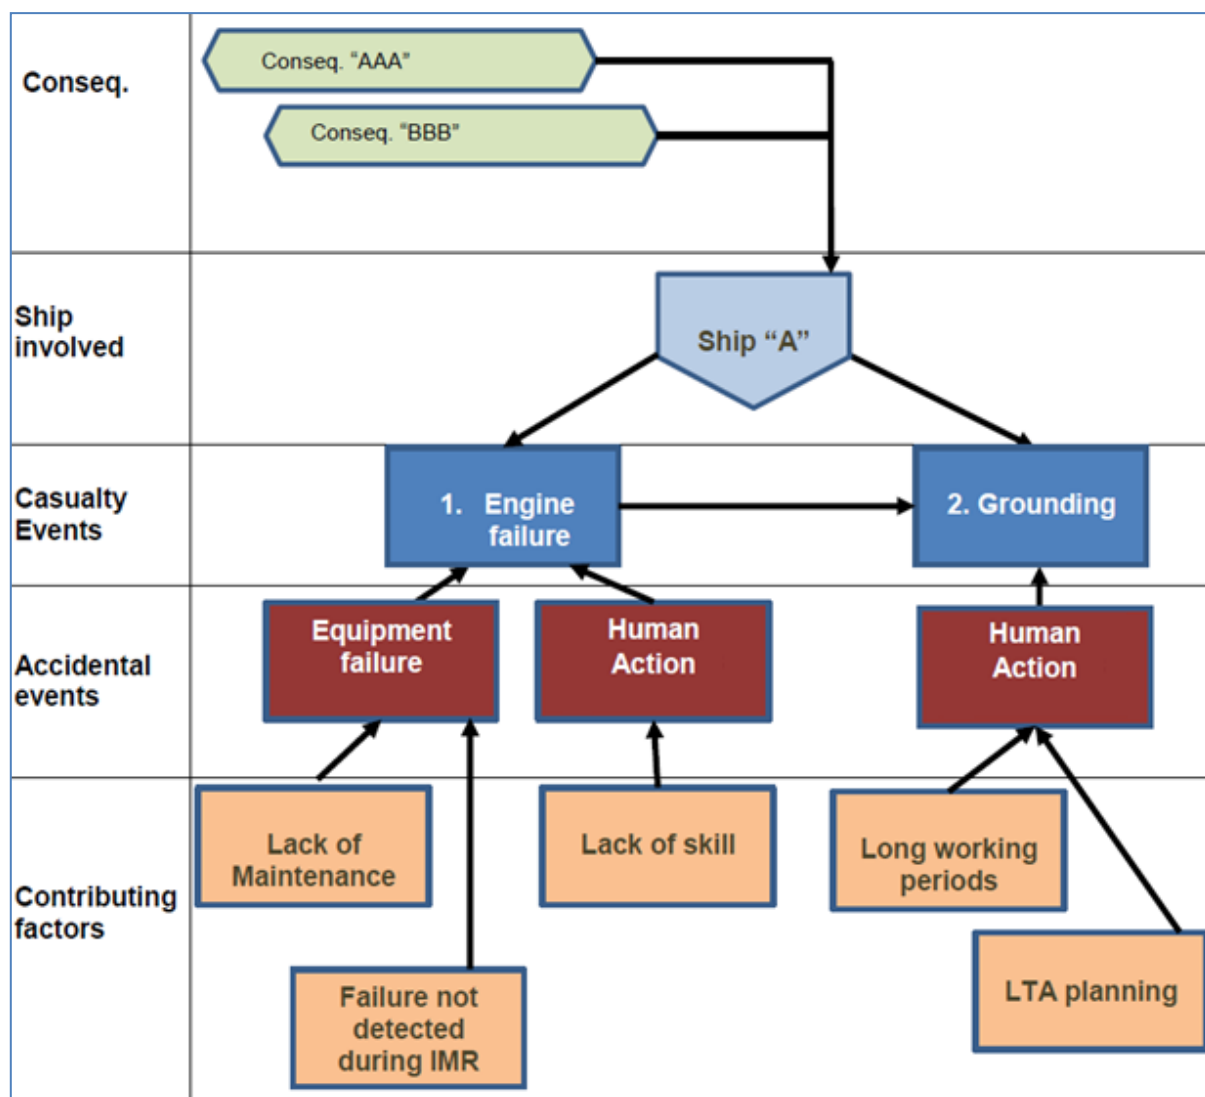 Conseq.
Conseq. “AAA”
Conseq. “BBB”
Ship
involved
Ship “A”
Casualty
Events
1. Engine
failure
2. Grounding
Accidental
events
Equipment
failure
Human
Action
Human
Action
Contributing
factors
Lack of
Maintenance
Lack of skill
Long working
periods
Failure not
detected
during IMR
LTA planning